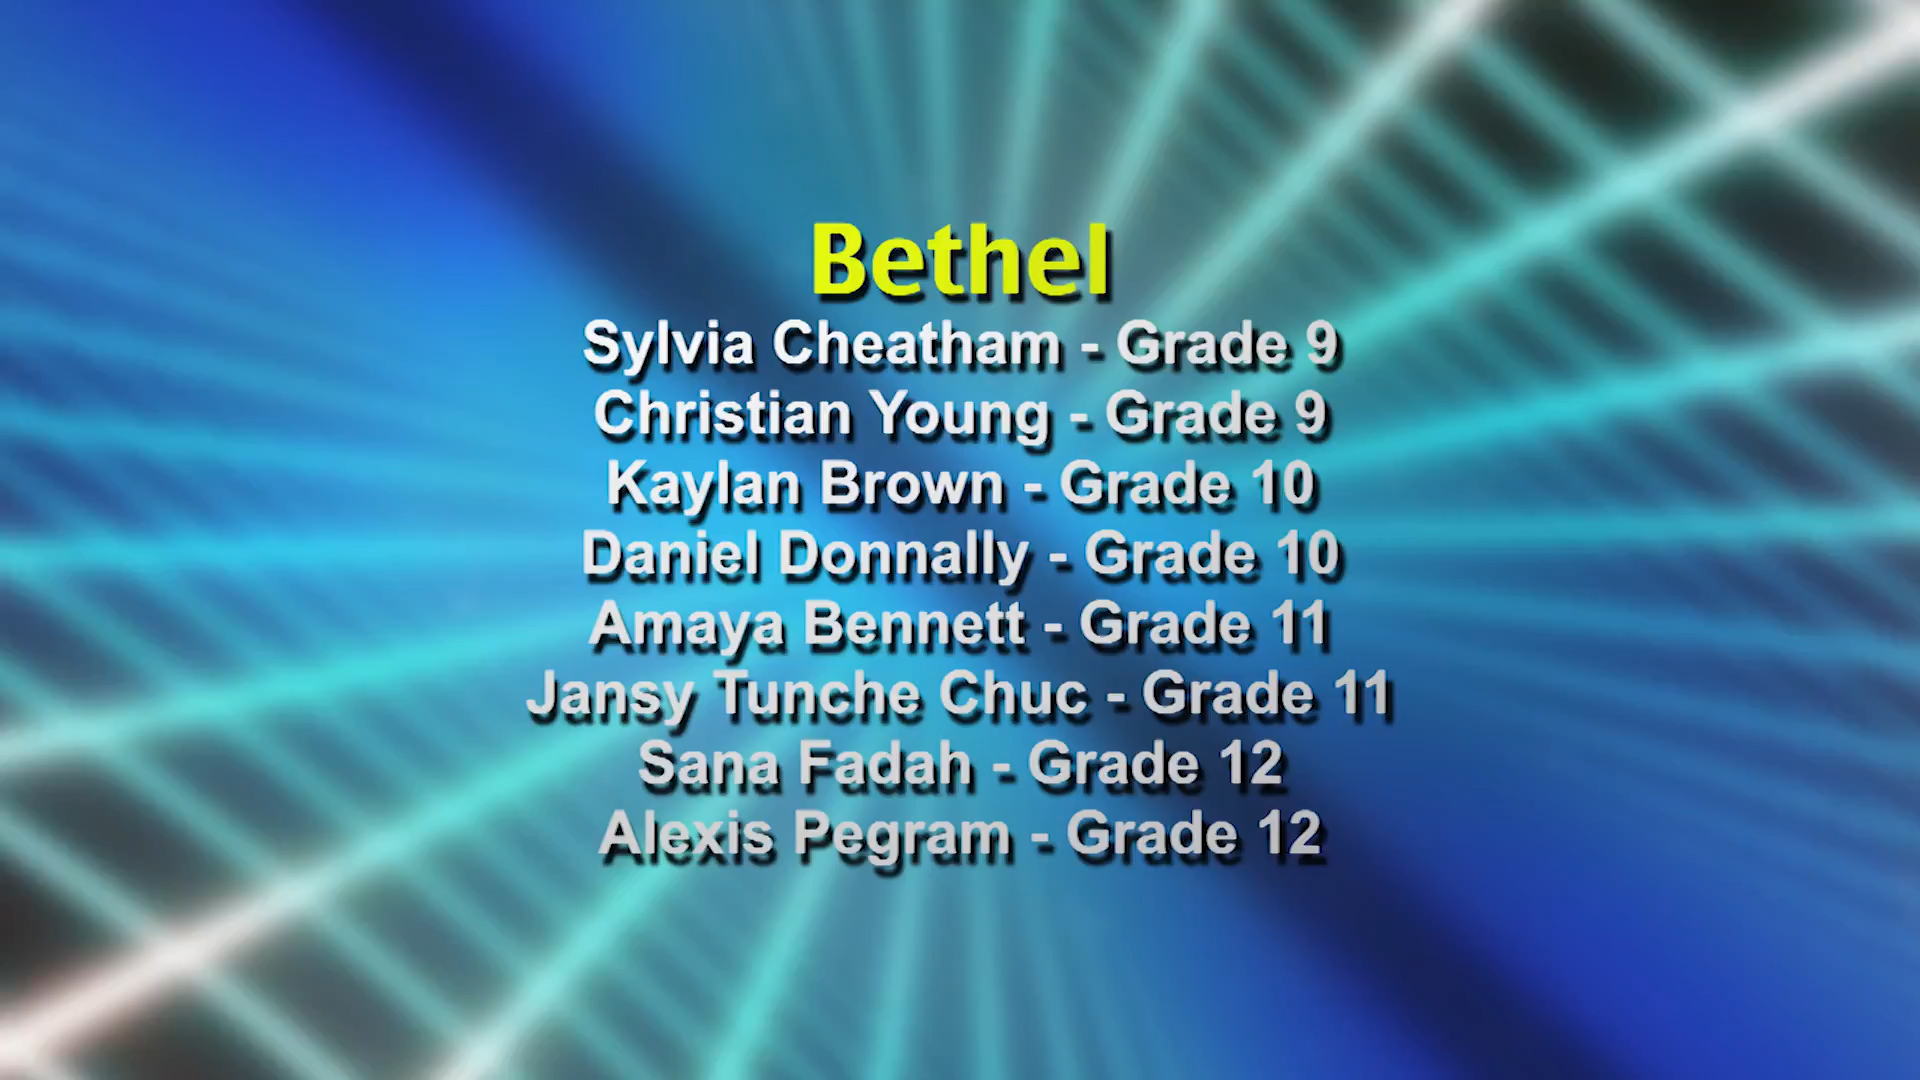 Bethel
Sylvia Cheatham - Grade 9
Christian Young - Grade 9
Kaylan Brown - Grade 10
Daniel Donnally - Grade 10
Amaya Bennett - Grade 11
Jansy Tunche Chuc - Grade 11
Sana Fadah - Grade 12
Alexis Pegram - Grade 12